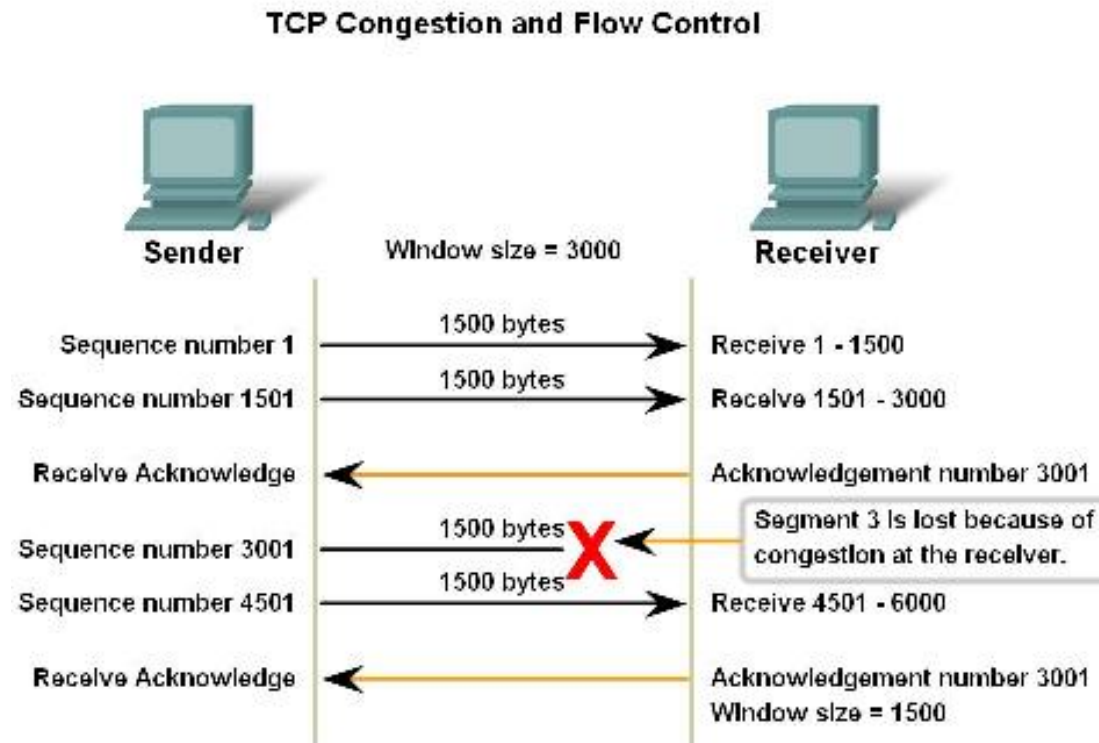 TCP Congestion and Flow Control
Sender
Window size = 3000
Receiver
Sequence number 1
1500 bytes
Receive 1 - 1500
Sequence number 1501
1500 bytes
Receive 1501 - 3000
Receive Acknowledge
Acknowledgement number 3001
Sequence number 3001
1500 bytes
X
Segment 3 is lost because of
congestion at the receiver.
Sequence number 4501
1500 bytes
Receive 4501 - 6000
Receive Acknowledge
Acknowledgement number 3001
Window size = 1500